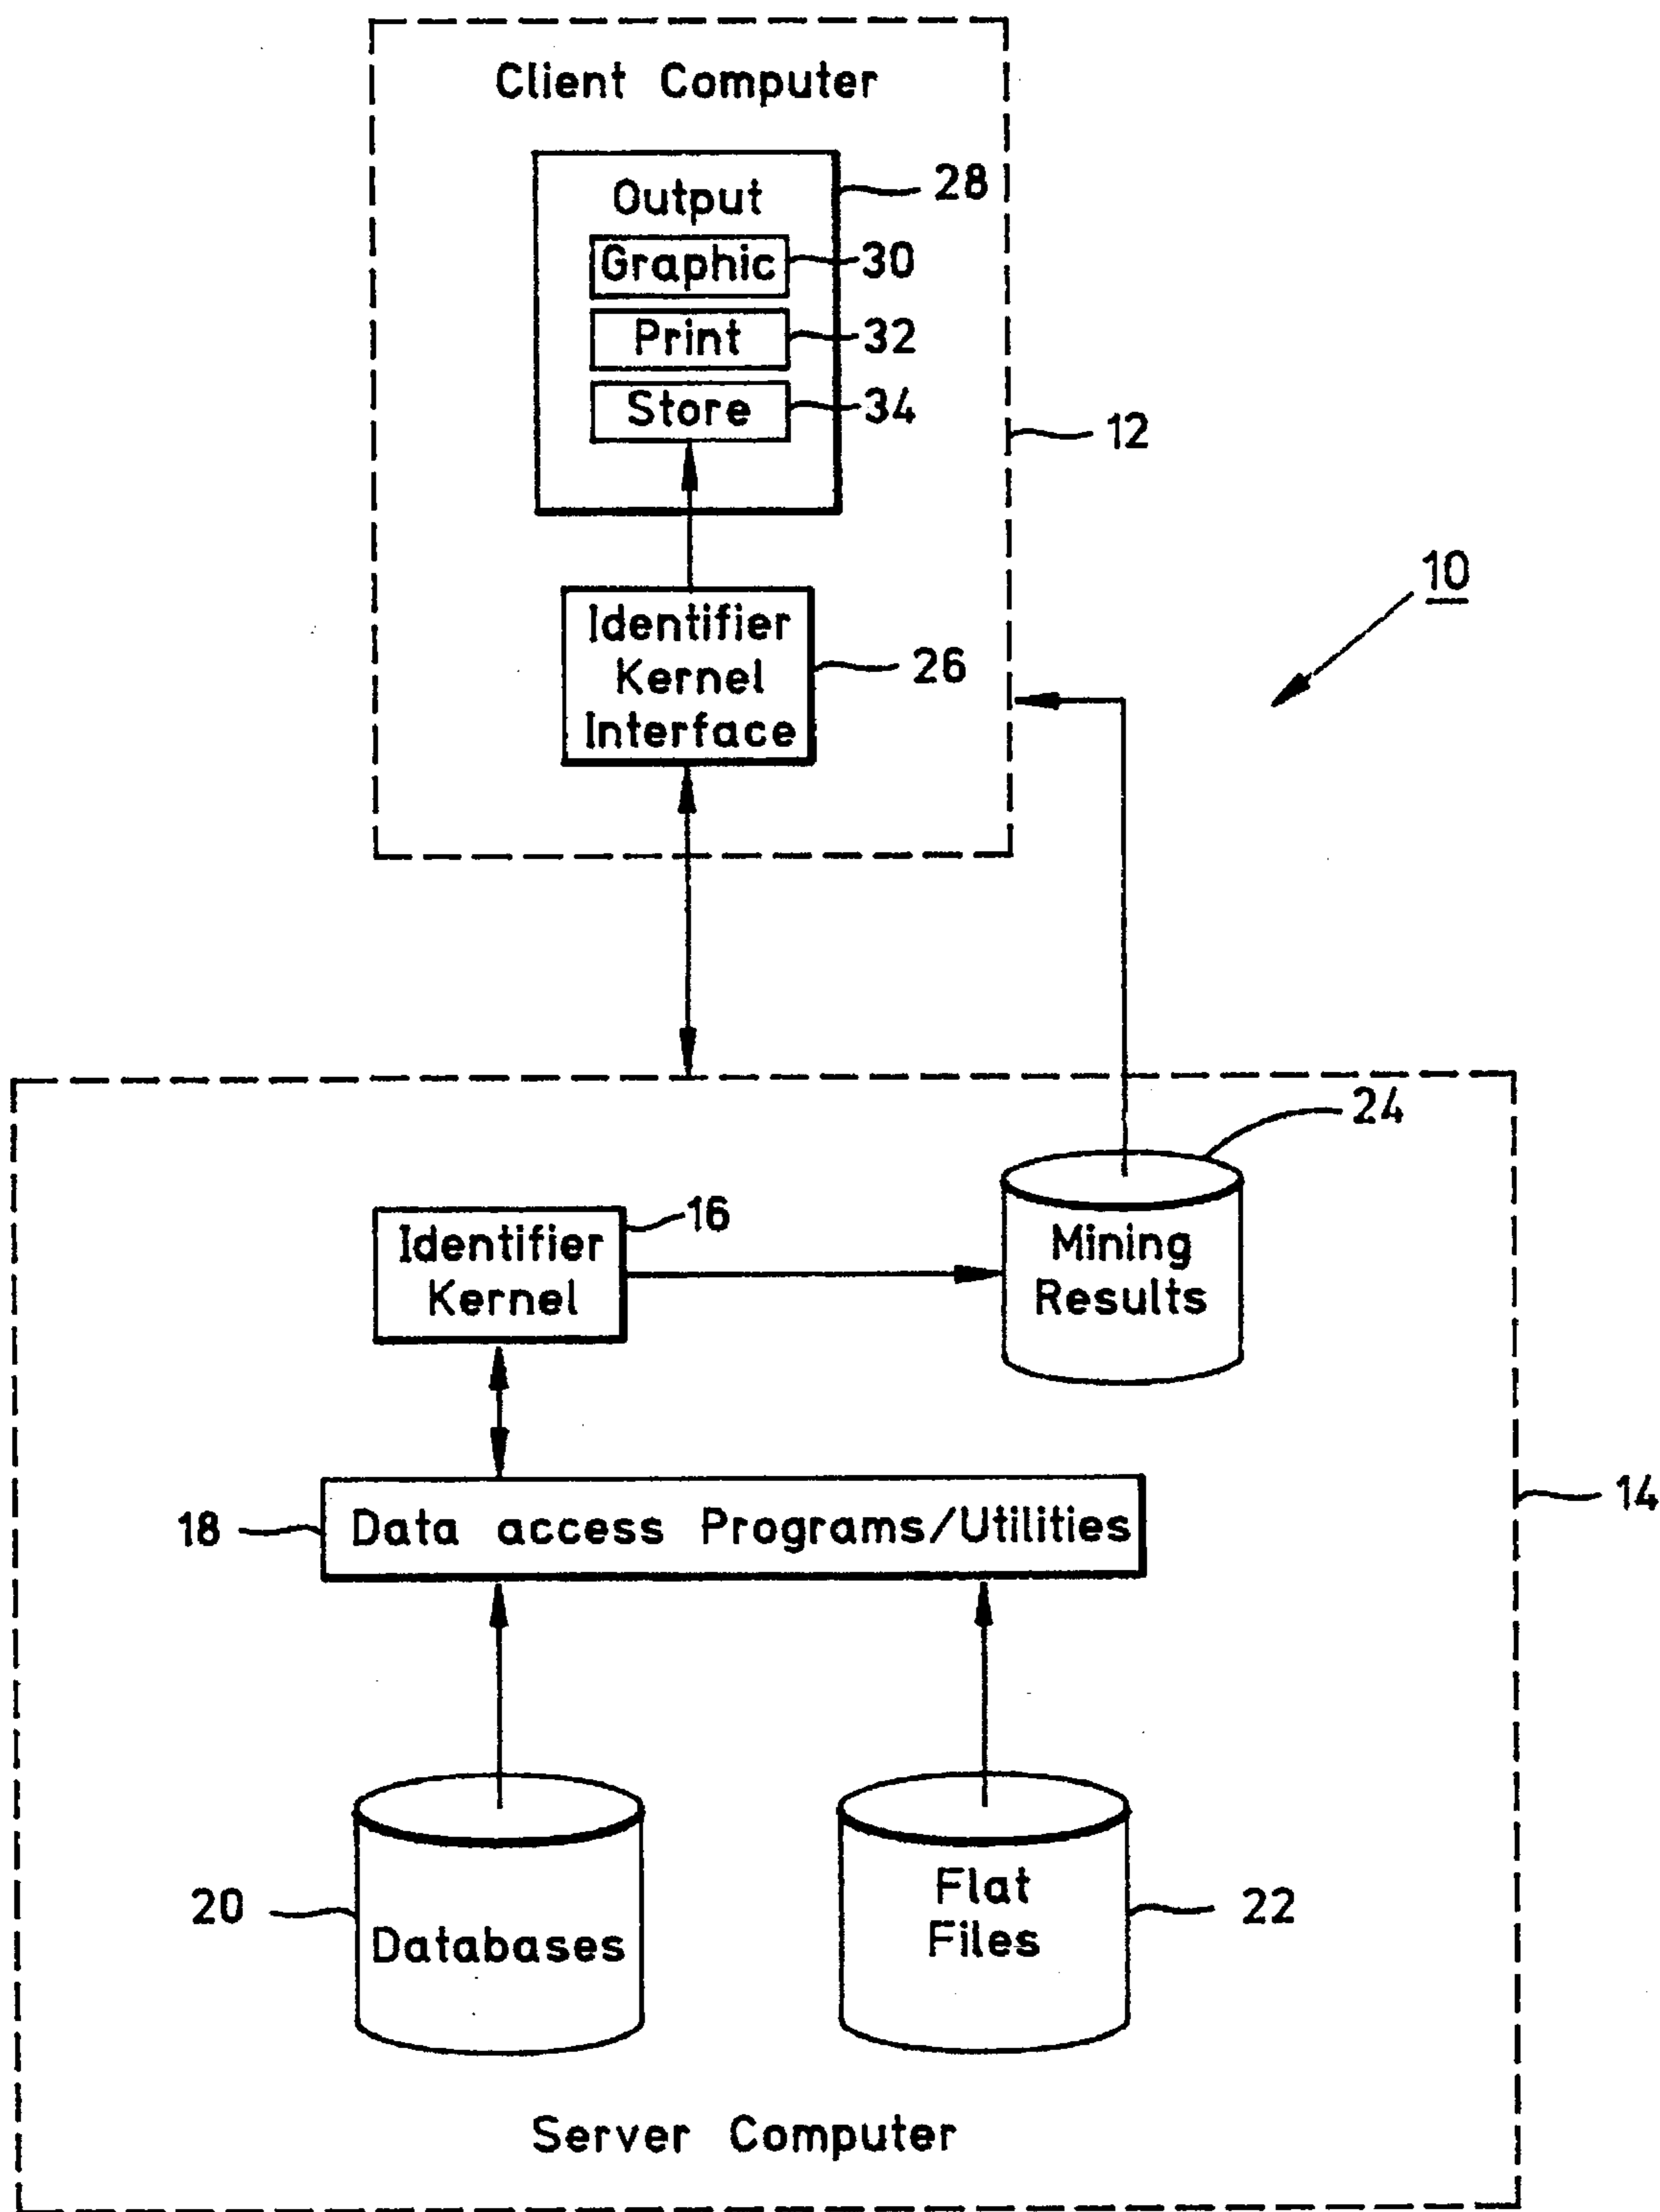 Client Computer
Output
28
Graphic
30
Print
32
Store
34
12
10
Identifier
Kernel
Interface
26
24
16
Identifier
Kernel
Mining
Results
14
18
Data access Programs/Utilities
20
Databases
Flat
Files
22
Server Computer